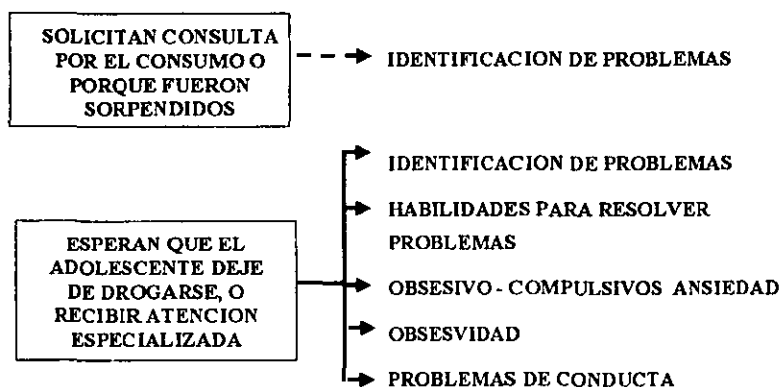 SOLICITAN CONSULTA
POR EL CONSUMO O
PORQUE FUERON
SORPENDIDOS
IDENTIFICACION DE PROBLEMAS
ESPERAN QUE EL
ADOLESCENTE DEJE
DE DROGARSE, O
RECIBIR ATENCION
ESPECIALIZADA
IDENTIFICACION DE PROBLEMAS
HABILIDADES PARA RESOLVER
PROBLEMAS
OBSESIVO - COMPULSIVOS ANSIEDAD
OBSESVIDAD
PROBLEMAS DE CONDUCTA